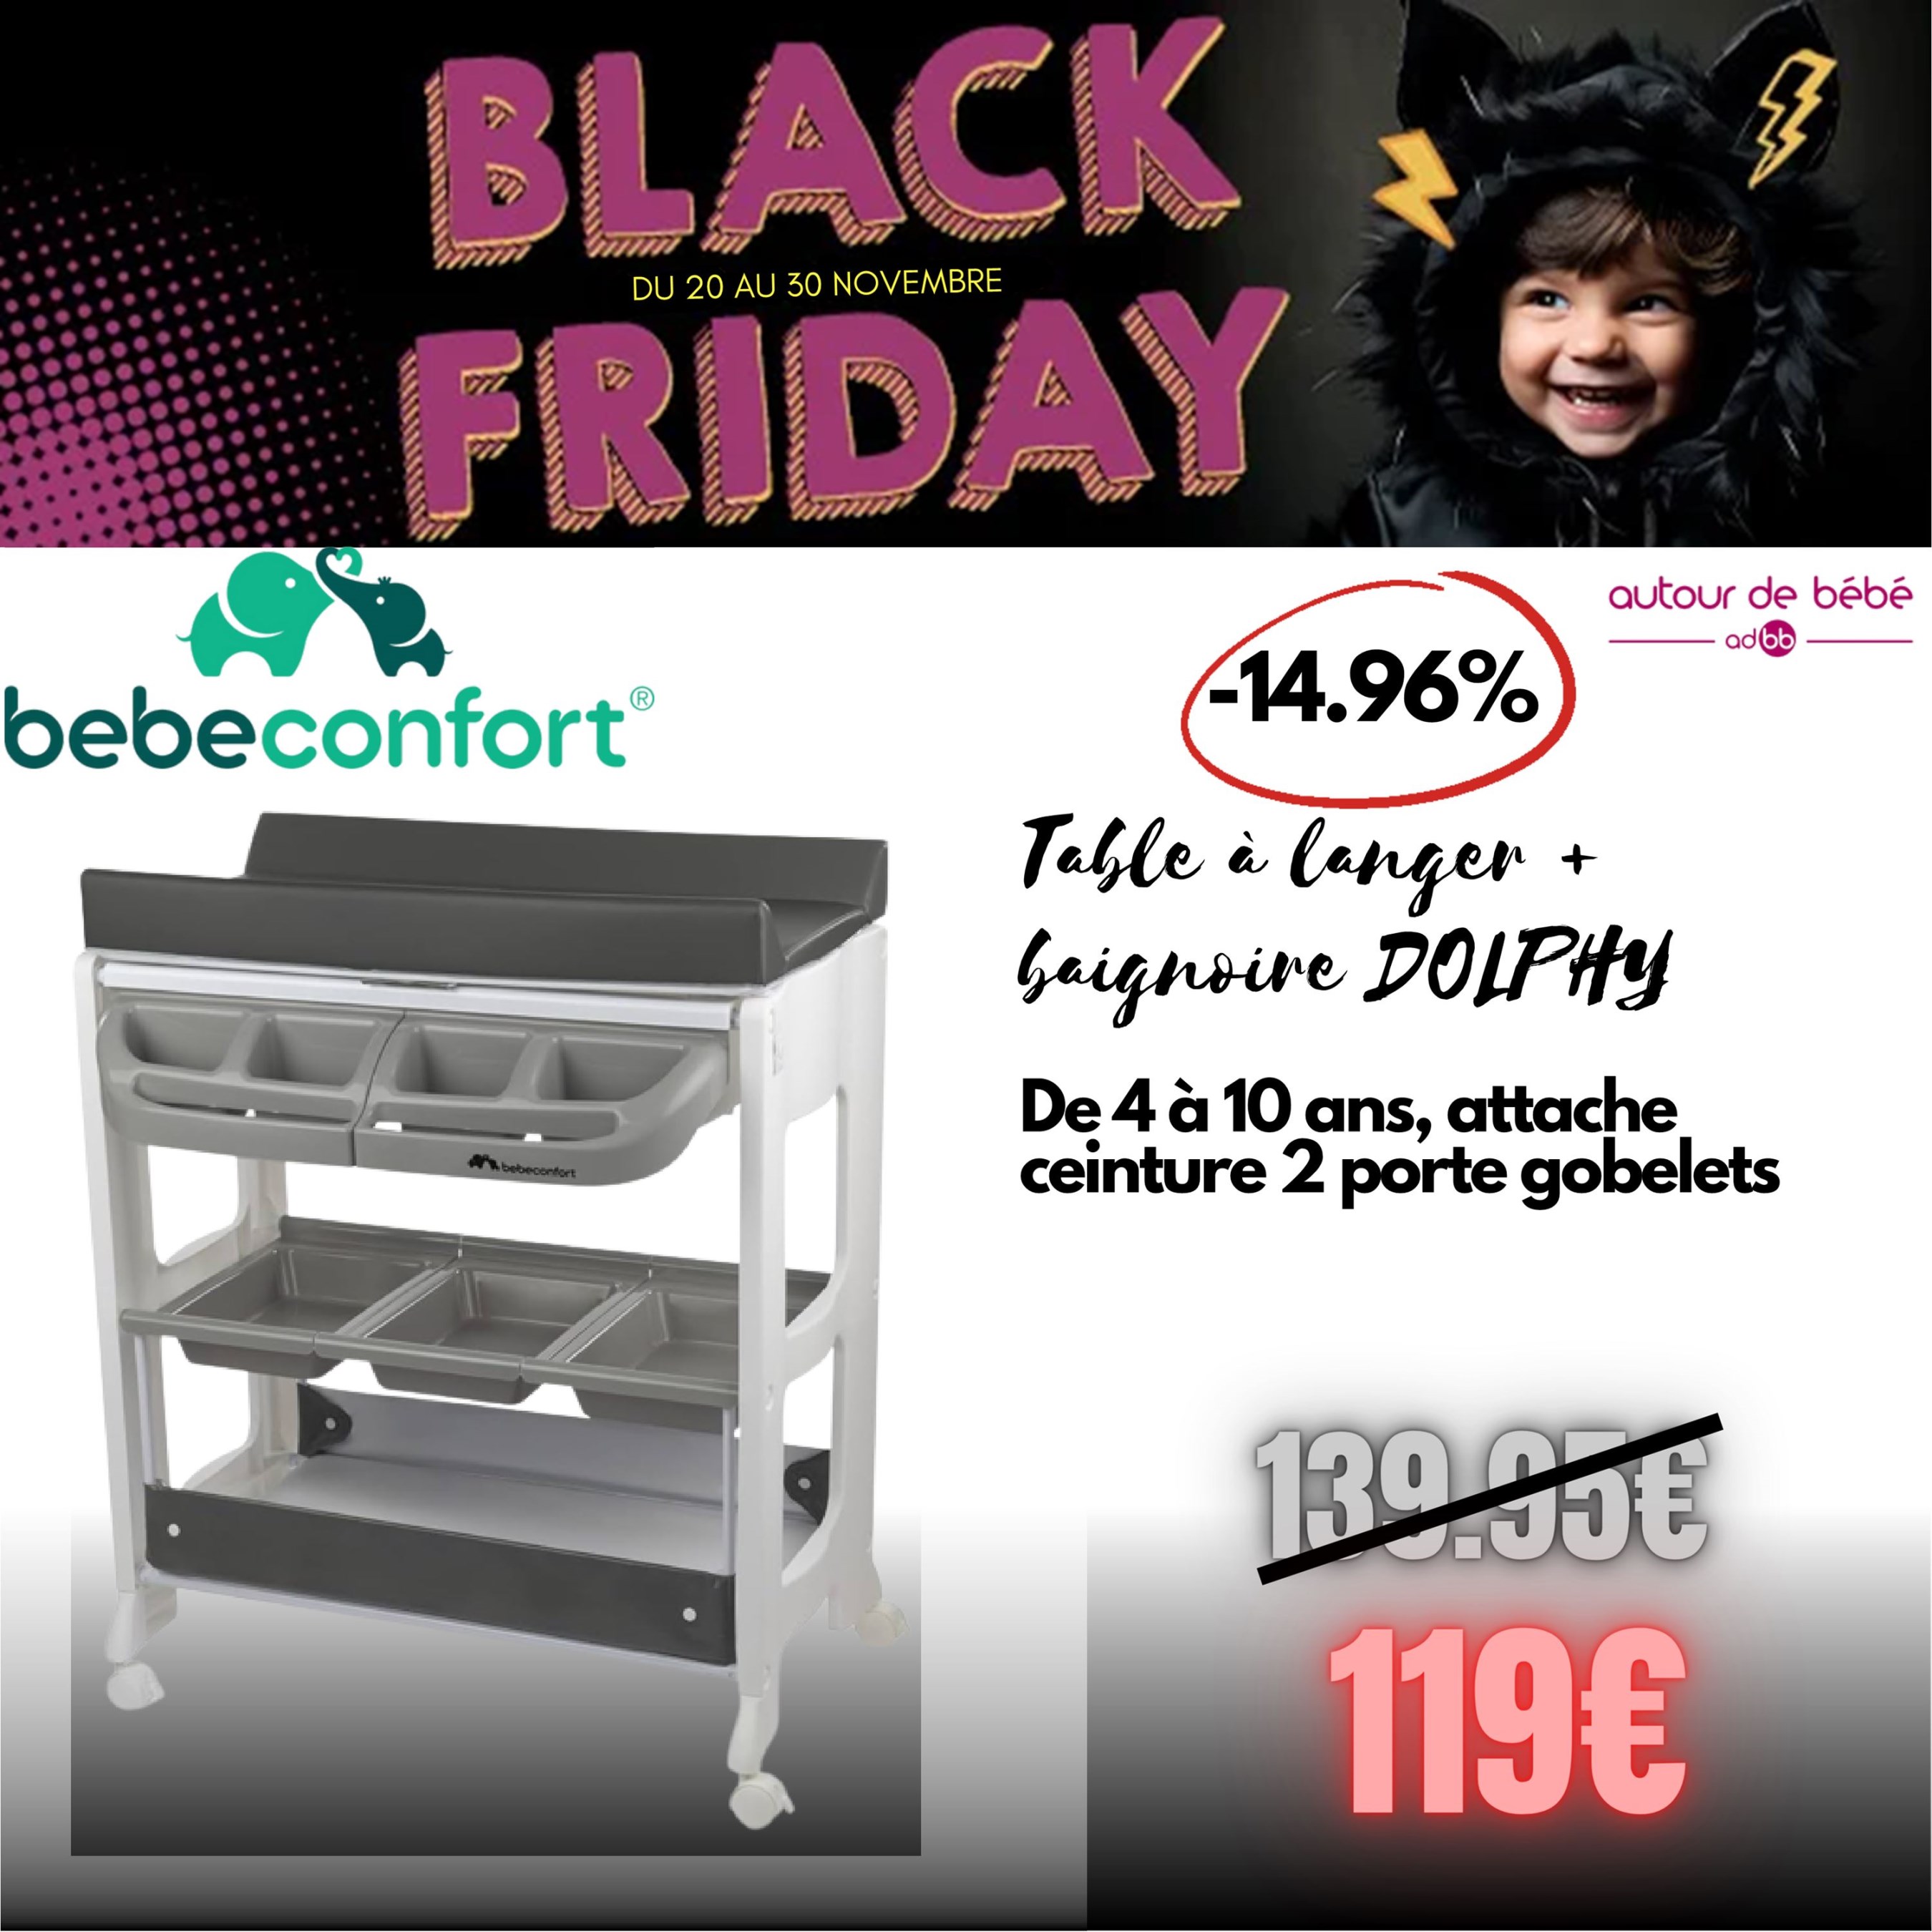 BLACK
DU 20 AU 30 NOVEMBRE
FRIDAY
bebeconfort®
autour de bébé
adbb
-14.96%
Table à langer +
baignoire DOLPHY
De 4 à 10 ans, attache
ceinture 2 porte gobelets
bebeconfort
139.95€
119€